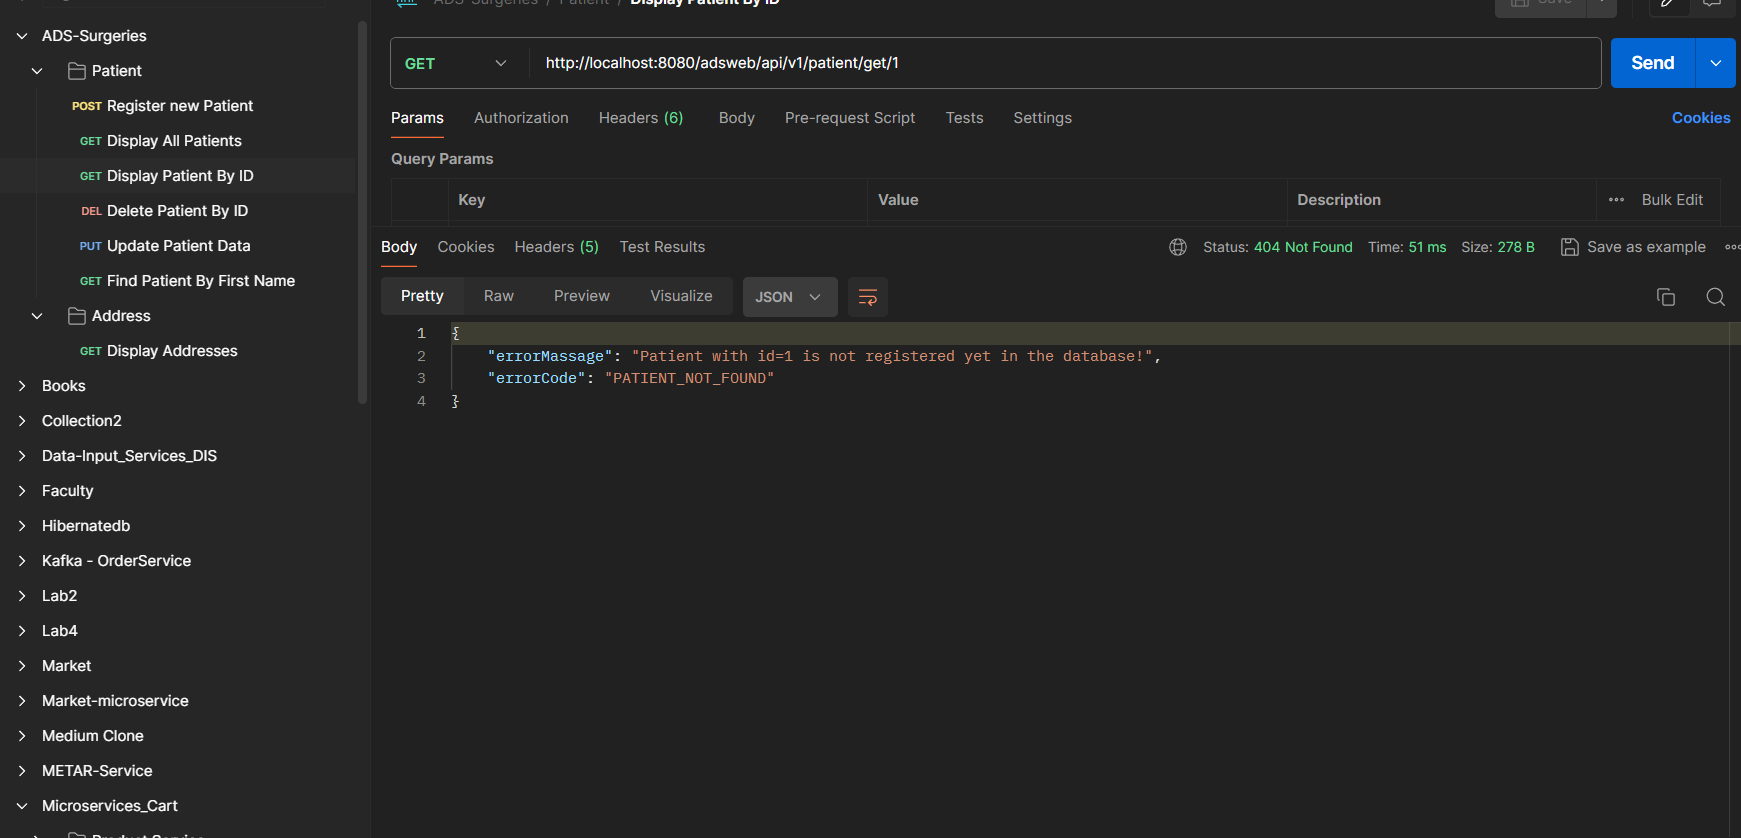 ADS-Surgeries / Patient / Display Patient By ID
Save
ADS-Surgeries
Patient
POST Register new Patient
GET Display All Patients
GET Display Patient By ID
DEL Delete Patient By ID
PUT Update Patient Data
GET Find Patient By First Name
Address
GET Display Addresses
Books
Collection2
Data-Input_Services_DIS
Faculty
Hibernatedb
Kafka - OrderService
Lab2
Lab4
Market
Market-microservice
Medium Clone
METAR-Service
Microservices_Cart
Product Service
GET http://localhost:8080/adsweb/api/v1/patient/get/1 Send
Params Authorization Headers (6) Body Pre-request Script Tests Settings Cookies
Query Params
Key Value Description ••• Bulk Edit
Body Cookies Headers (5) Test Results Status: 404 Not Found Time: 51 ms Size: 278 B Save as example •••
Pretty Raw Preview Visualize JSON
1 {
2 "errorMassage": "Patient with id=1 is not registered yet in the database!",
3 "errorCode": "PATIENT_NOT_FOUND"
4 }